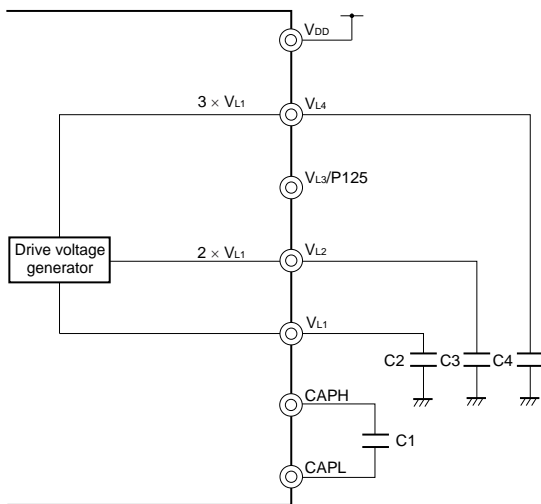 VDD
3 × VL1 VL4
VL3/P125
Drive voltage
generator
2 × VL1 VL2
VL1
C2 C3 C4
CAPH
C1
CAPL